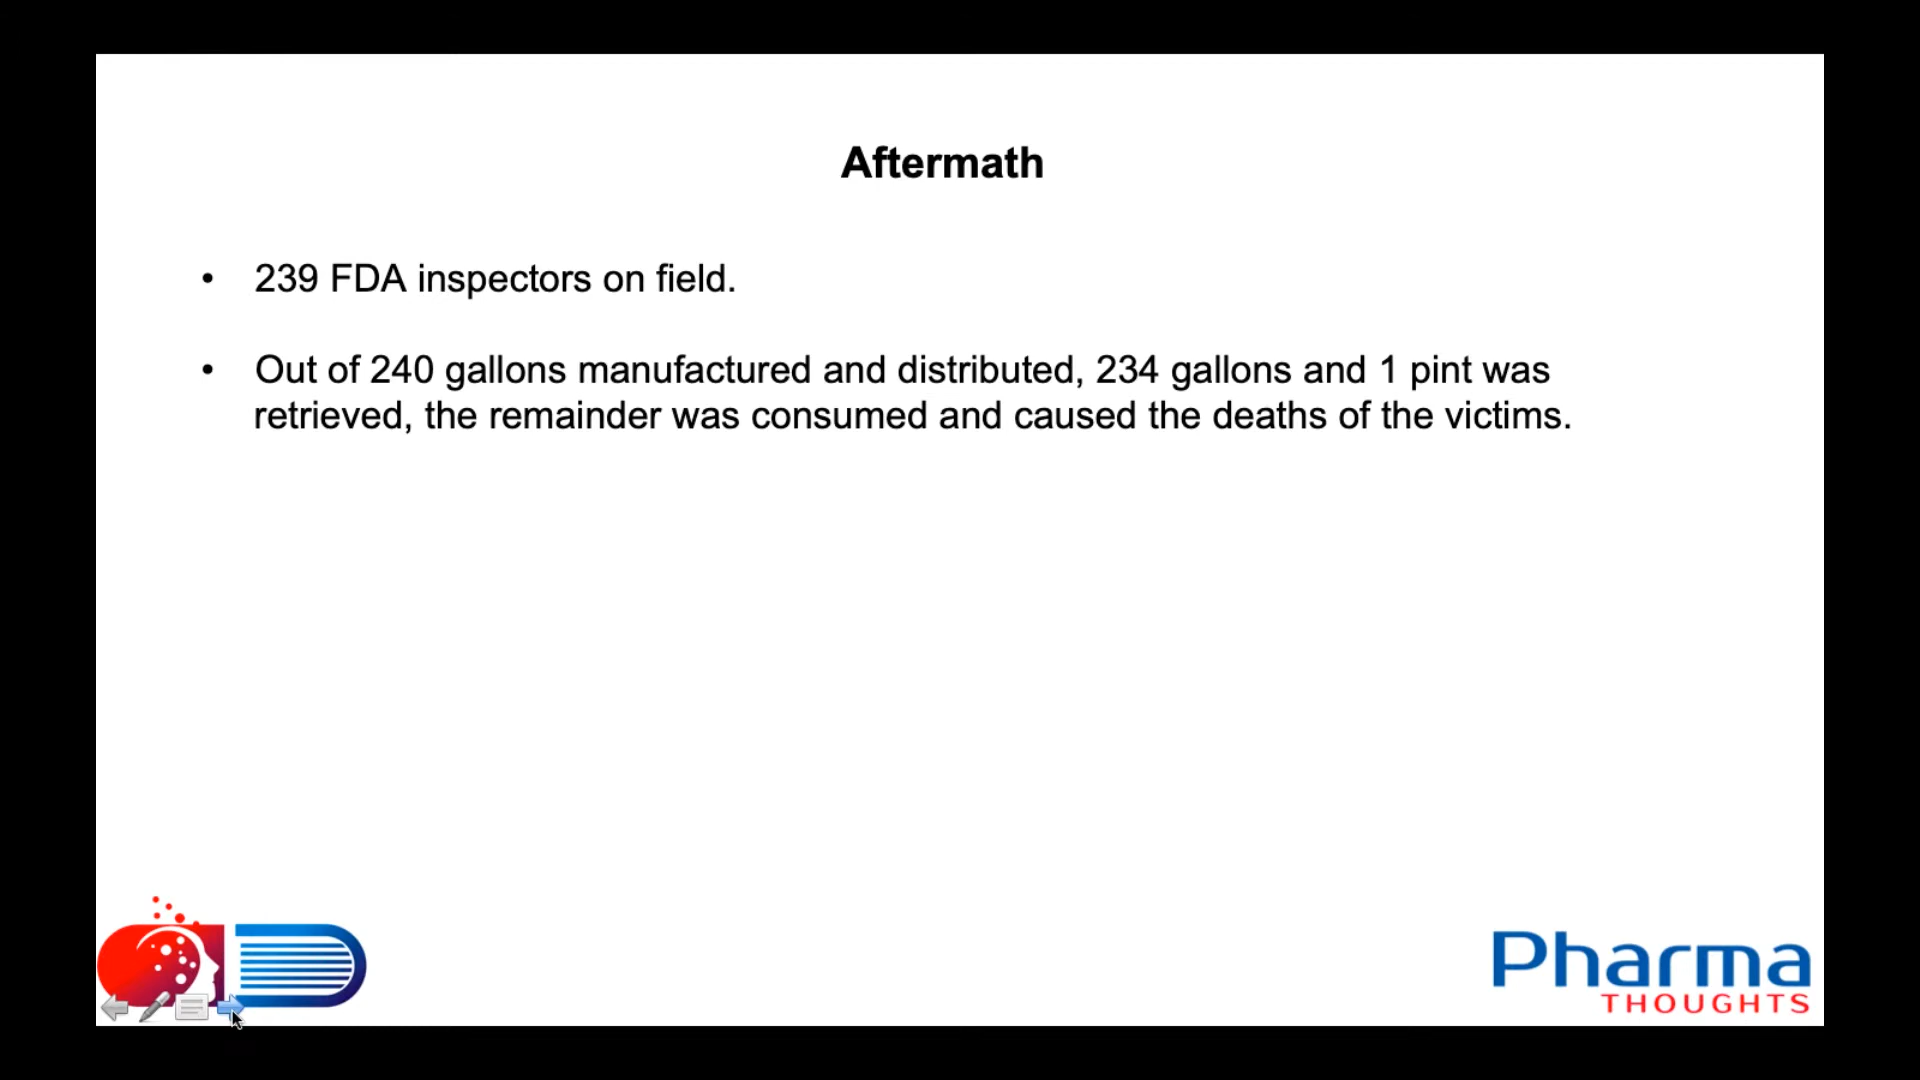 Aftermath
• 239 FDA inspectors on field.
• Out of 240 gallons manufactured and distributed, 234 gallons and 1 pint was
retrieved, the remainder was consumed and caused the deaths of the victims.
Pharma
THOUGHTS